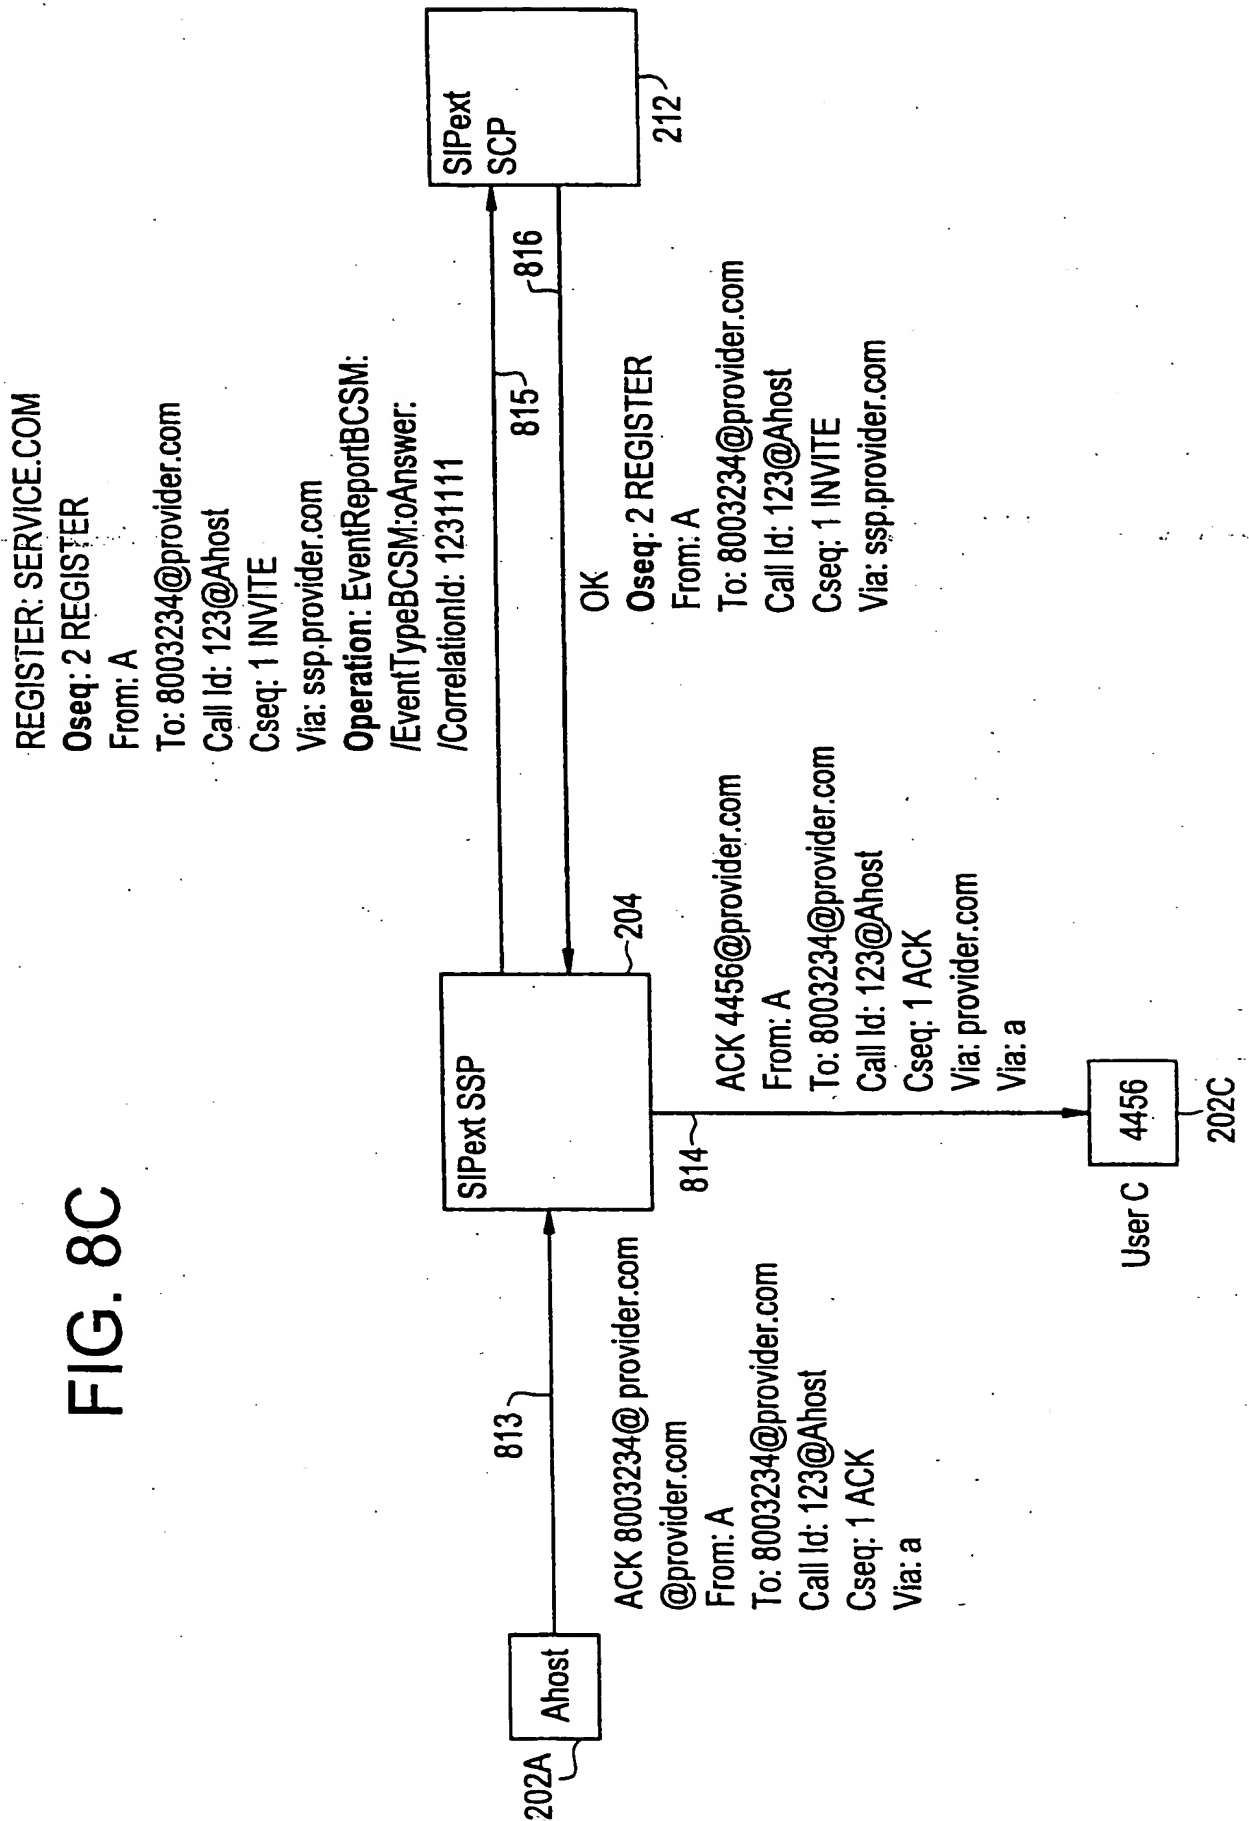 FIG. 8C
REGISTER: SERVICE.COM
Oseq: 2 REGISTER
From: A
To: 8003234@provider.com
Call Id: 123@Ahost
Cseq: 1 INVITE
Via: ssp.provider.com
Operation: EventReportBCSM:
/EventTypeBCSM:oAnswer:
/CorrelationId: 1231111
815
816
SIPext
SCP
212
OK
Oseq: 2 REGISTER
From: A
To: 8003234@provider.com
Call Id: 123@Ahost
Cseq: 1 INVITE
Via: ssp.provider.com
SIPext SSP
204
813
Ahost
202A
ACK 8003234@ provider.com
@provider.com
From: A
To: 8003234@provider.com
Call Id: 123@Ahost
Cseq: 1 ACK
Via: a
814
ACK 4456@provider.com
From: A
To: 8003234@provider.com
Call Id: 123@Ahost
Cseq: 1 ACK
Via: provider.com
Via: a
User C
4456
202C